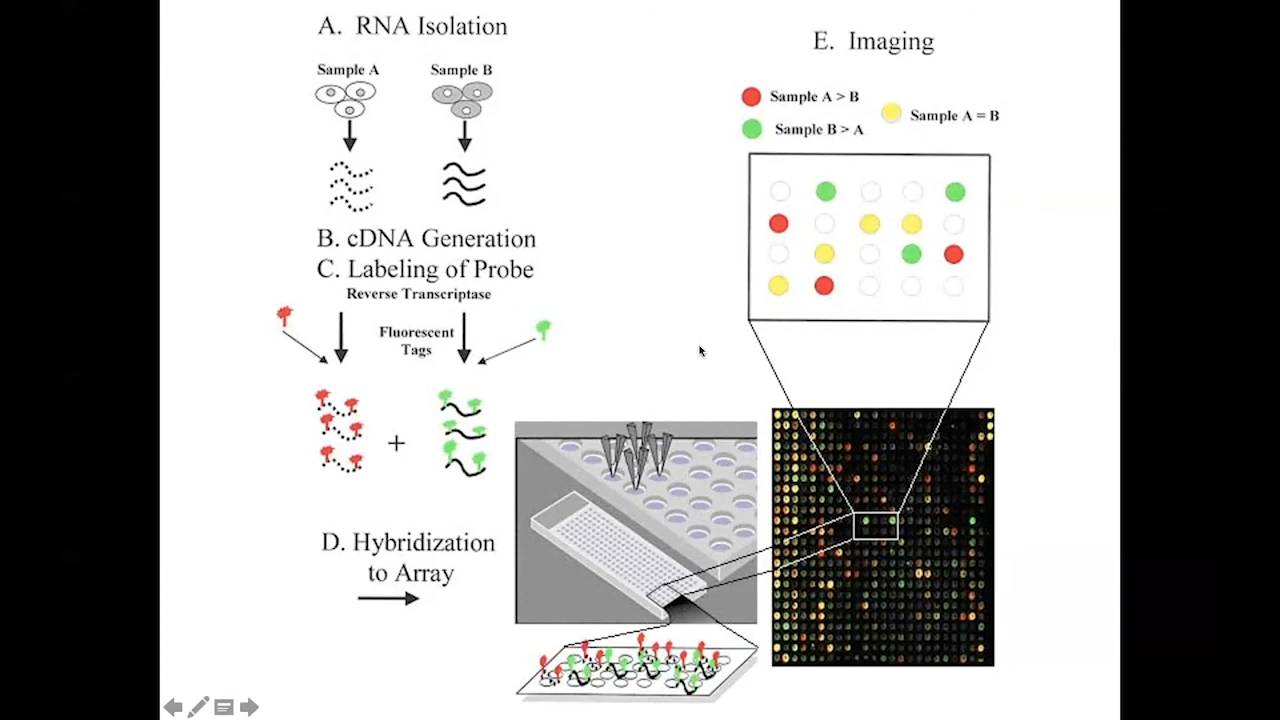 A. RNA Isolation
Sample A
Sample B
B. cDNA Generation
C. Labeling of Probe
Reverse Transcriptase
Fluorescent
Tags
+
D. Hybridization
to Array
E. Imaging
Sample A > B
Sample B > A
Sample A = B